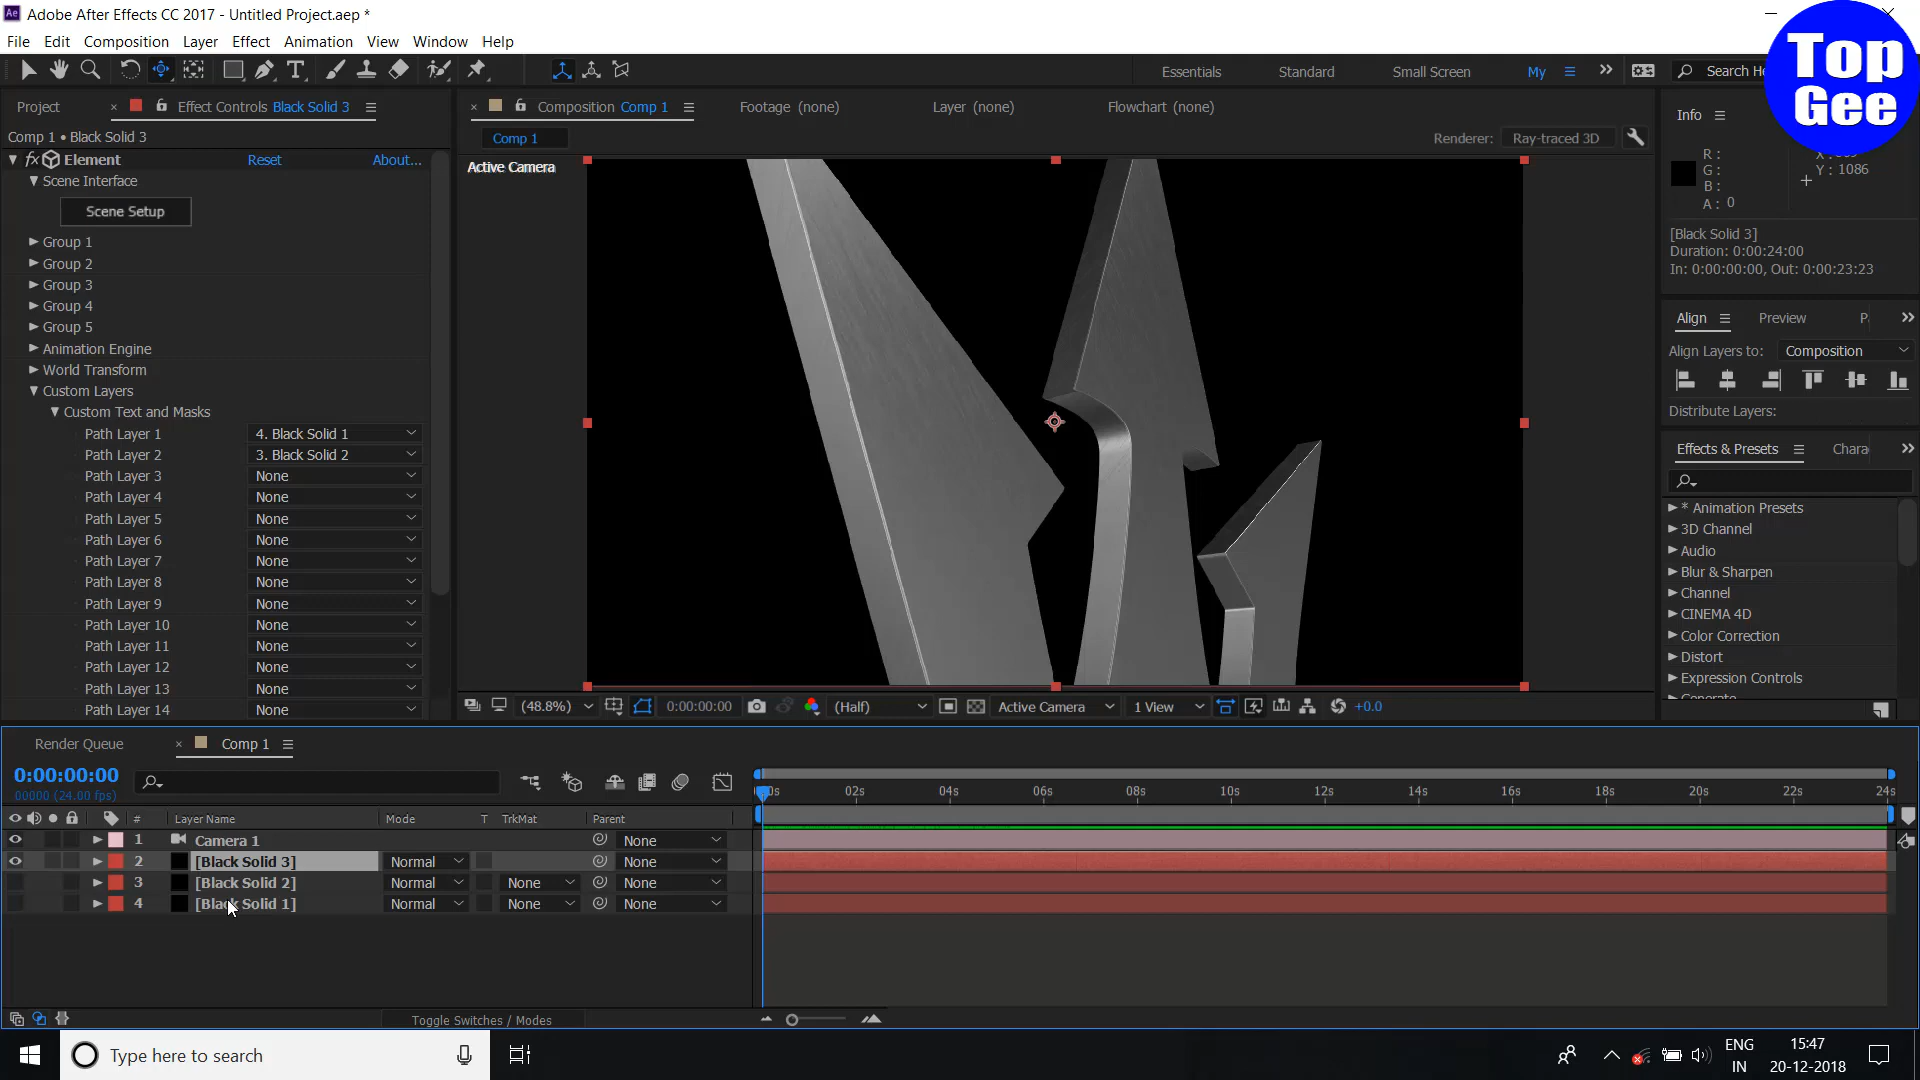 Adobe After Effects CC 2017 - Untitled Project.aep *
File Edit Composition Layer Effect Animation View Window Help
Essentials Standard Small Screen My Search He
Top
Gee
Project Effect Controls Black Solid 3
Composition Comp 1 Footage (none) Layer (none) Flowchart (none)
Info
Comp 1 • Black Solid 3
Comp 1
Renderer: Ray-traced 3D
fx Element Reset About...
Active Camera
Scene Interface
Scene Setup
Group 1
Group 2
Group 3
Group 4
Group 5
Animation Engine
World Transform
Custom Layers
Custom Text and Masks
Path Layer 1 4. Black Solid 1
Path Layer 2 3. Black Solid 2
Path Layer 3 None
Path Layer 4 None
Path Layer 5 None
Path Layer 6 None
Path Layer 7 None
Path Layer 8 None
Path Layer 9 None
Path Layer 10 None
Path Layer 11 None
Path Layer 12 None
Path Layer 13 None
Path Layer 14 None
(48.8%) 0:00:00:00 (Half) Active Camera 1 View +0.0
R :
G :
B :
A : 0
Y : 1086
[Black Solid 3]
Duration: 0:00:24:00
In: 0:00:00:00, Out: 0:00:23:23
Align Preview P
Align Layers to: Composition
Distribute Layers:
Effects & Presets Chara
* Animation Presets
3D Channel
Audio
Blur & Sharpen
Channel
CINEMA 4D
Color Correction
Distort
Expression Controls
Render Queue Comp 1
0:00:00:00
00000 (24.00 fps)
02s 04s 06s 08s 10s 12s 14s 16s 18s 20s 22s 24s
# Layer Name Mode T TrkMat Parent
1 Camera 1 None
2 [Black Solid 3] Normal None
3 [Black Solid 2] Normal None None
4 [Black Solid 1] Normal None None
Toggle Switches / Modes
Type here to search
ENG
IN
15:47
20-12-2018